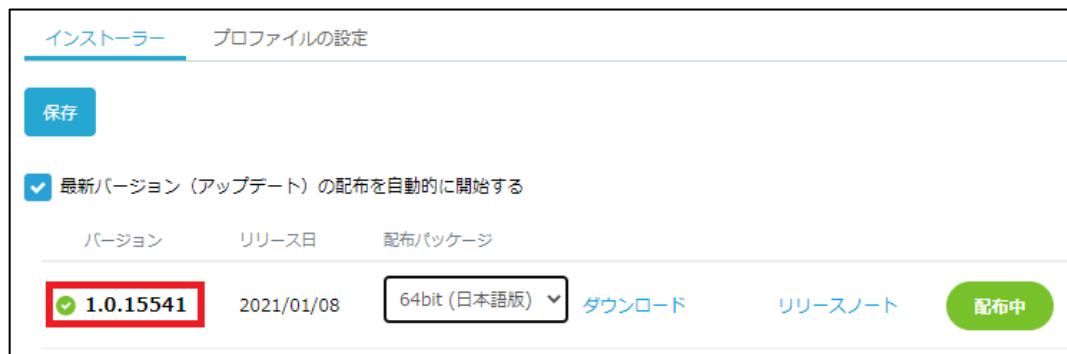 インストーラー プロファイルの設定
保存
最新バージョン（アップデート）の配布を自動的に開始する
バージョン リリース日 配布パッケージ
1.0.15541 2021/01/08 64bit (日本語版) ダウンロード リリースノート 配布中